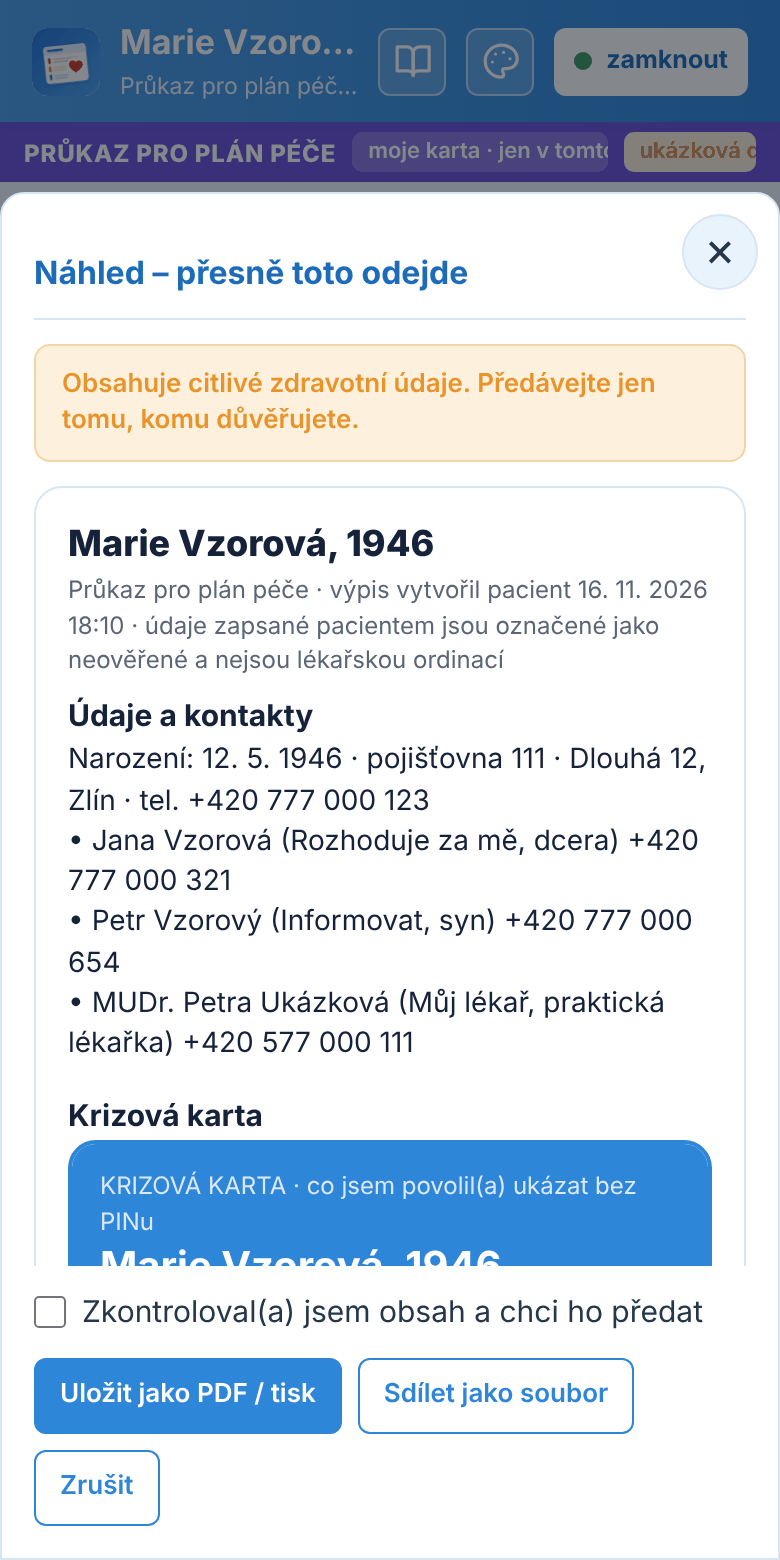 Marie Vzoro...
Průkaz pro plán péč...
zamknout
PRŮKAZ PRO PLÁN PÉČE
moje karta · jen v tomto
ukázková
Náhled – přesně toto odejde
Obsahuje citlivé zdravotní údaje. Předávejte jen
tomu, komu důvěřujete.
Marie Vzorová, 1946
Průkaz pro plán péče · výpis vytvořil pacient 16. 11. 2026
18:10 · údaje zapsané pacientem jsou označené jako
neověřené a nejsou lékařskou ordinací
Údaje a kontakty
Narození: 12. 5. 1946 · pojišťovna 111 · Dlouhá 12,
Zlín · tel. +420 777 000 123
• Jana Vzorová (Rozhoduje za mě, dcera) +420
777 000 321
• Petr Vzorový (Informovat, syn) +420 777 000
654
• MUDr. Petra Ukázková (Můj lékař, praktická
lékařka) +420 577 000 111
Krizová karta
KRIZOVÁ KARTA · co jsem povolil(a) ukázat bez
PINu
Marie Vzorová, 1946
Zkontroloval(a) jsem obsah a chci ho předat
Uložit jako PDF / tisk
Sdílet jako soubor
Zrušit